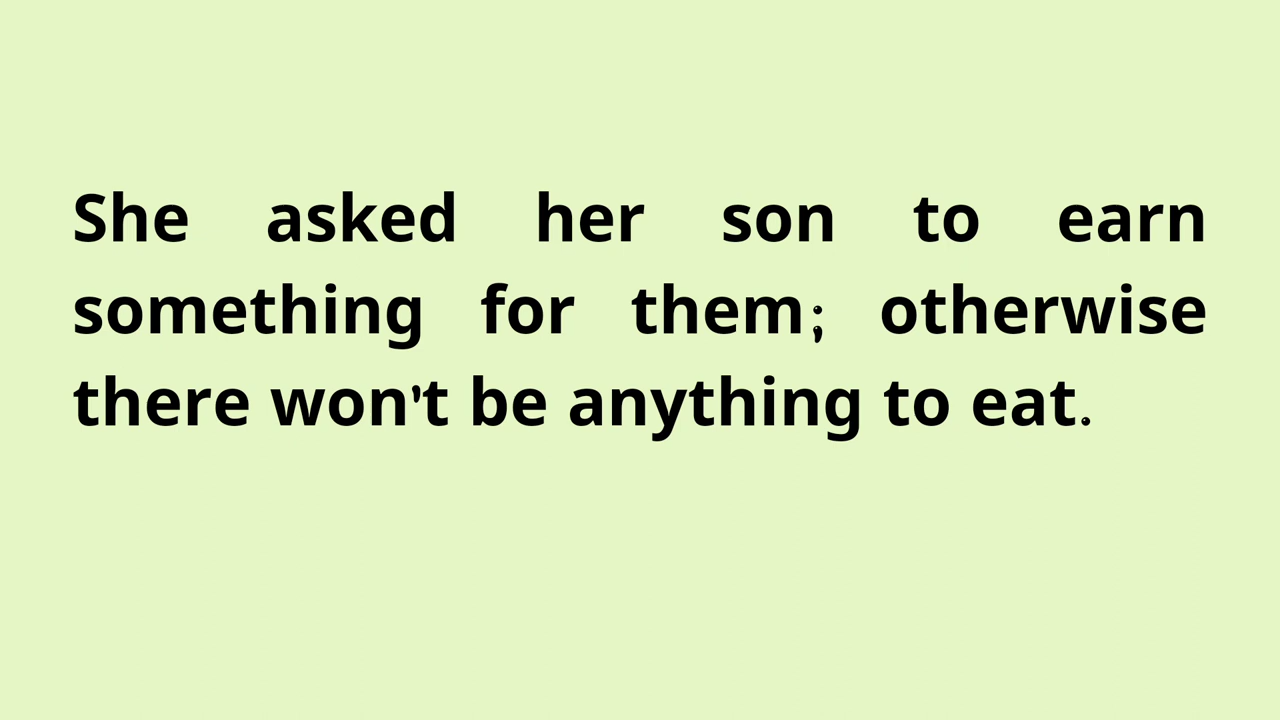 She asked her son to earn
something for them; otherwise
there won't be anything to eat.